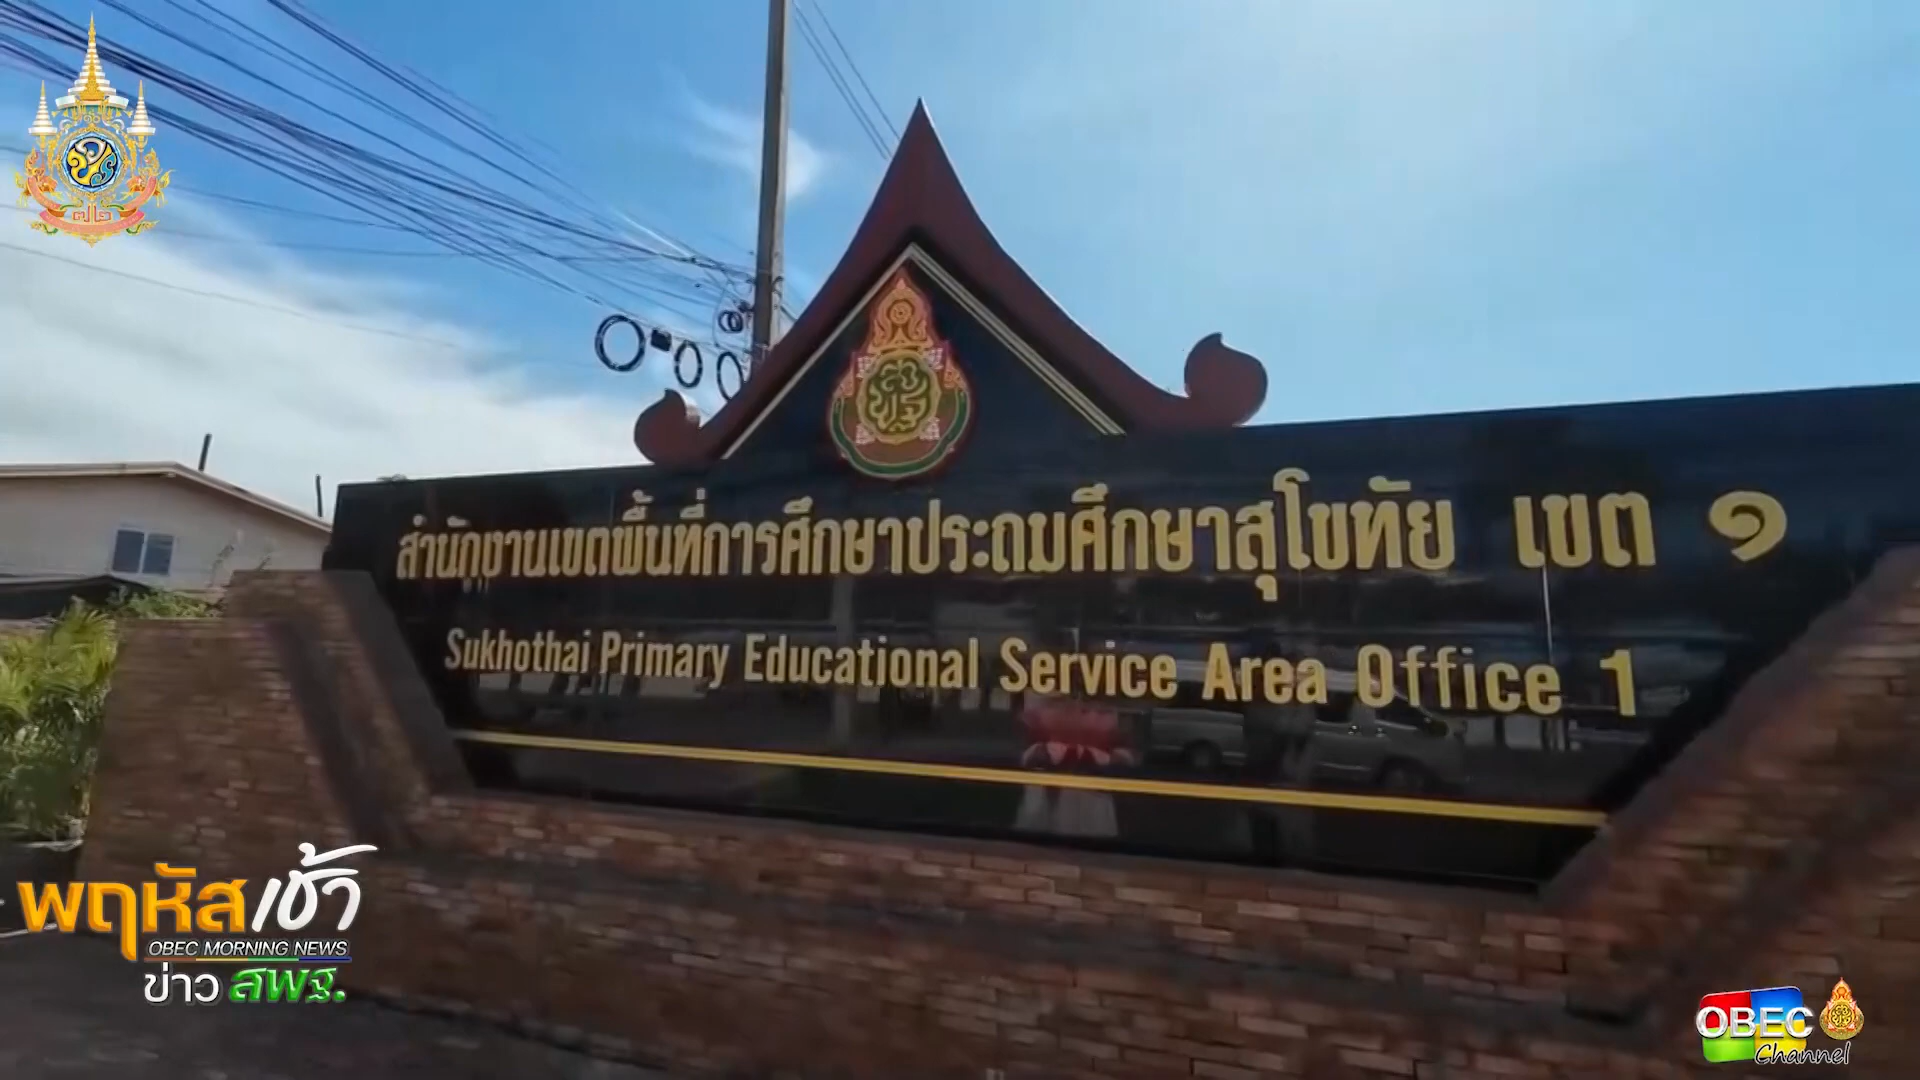 ๗๒
สำนักงานเขตพื้นที่การศึกษาประถมศึกษาสุโขทัย เขต ๑
Sukhothai Primary Educational Service Area Office 1
พฤหัสเช้า
OBEC MORNING NEWS
ข่าว สพฐ.
OBEC
Channel